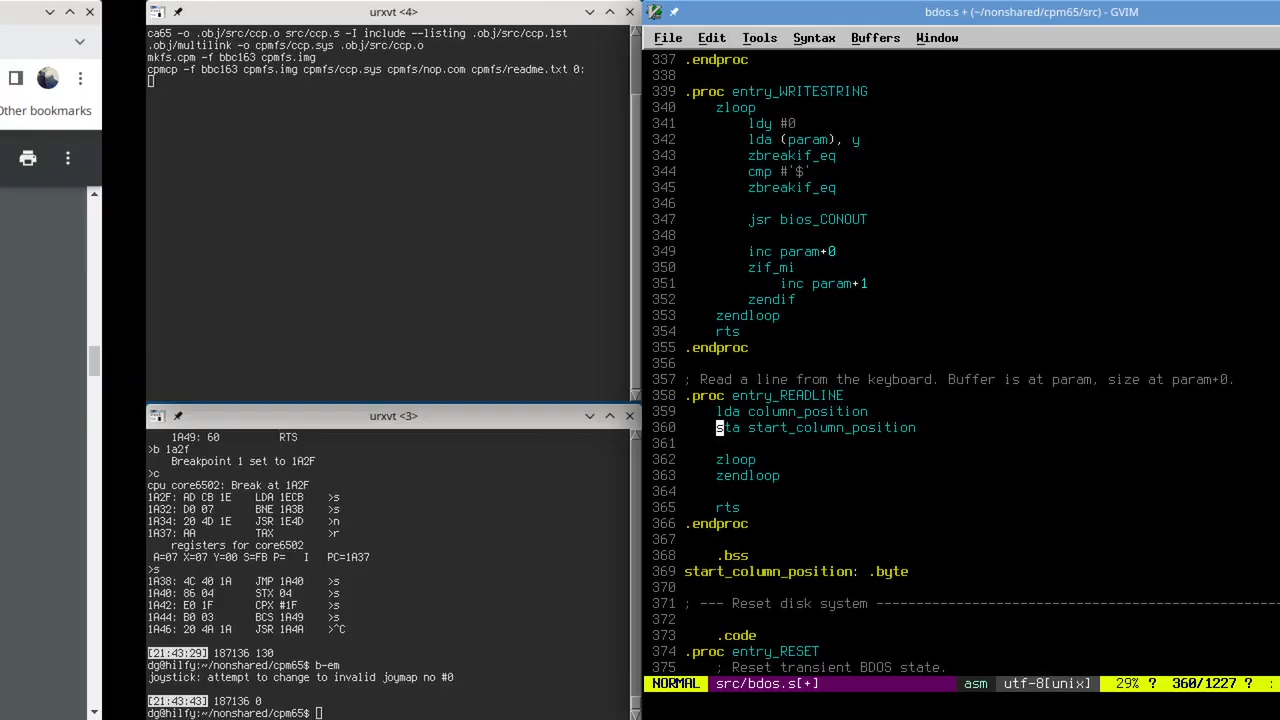 Other bookmarks
urxvt <4>
ca65 -o .obj/src/ccp.o src/ccp.s -I include --listing .obj/src/ccp.lst
.obj/multilink -o cpmfs/ccp.sys .obj/src/ccp.o
mkfs.cpm -f bbc163 cpmfs.img
cpmcp -f bbc163 cpmfs.img cpmfs/ccp.sys cpmfs/nop.com cpmfs/readme.txt 0:
urxvt <3>
1A49: 60 RTS
>b 1a2f
Breakpoint 1 set to 1A2F
>c
cpu core6502: Break at 1A2F
1A2F: AD CB 1E LDA 1ECB >s
1A32: D0 07 BNE 1A3B >s
1A34: 20 4D 1E JSR 1E4D >n
1A37: AA TAX >r
registers for core6502
A=07 X=07 Y=00 S=FB P= I PC=1A37
>s
1A38: 4C 40 1A JMP 1A40 >s
1A40: 86 04 STX 04 >s
1A42: E0 1F CPX #1F >s
1A44: B0 03 BCS 1A49 >s
1A46: 20 4A 1A JSR 1A4A >^C
[21:43:29] 187136 130
dg@hilfy:~/nonshared/cpm65$ b-em
joystick: attempt to change to invalid joymap no #0
[21:43:43] 187136 0
dg@hilfy:~/nonshared/cpm65$
bdos.s + (~/nonshared/cpm65/src) - GVIM
File Edit Tools Syntax Buffers Window
337 .endproc
338
339 .proc entry_WRITESTRING
340 zloop
341 ldy #0
342 lda (param), y
343 zbreakif_eq
344 cmp #'$'
345 zbreakif_eq
346
347 jsr bios_CONOUT
348
349 inc param+0
350 zif_mi
351 inc param+1
352 zendif
353 zendloop
354 rts
355 .endproc
356
357 ; Read a line from the keyboard. Buffer is at param, size at param+0.
358 .proc entry_READLINE
359 lda column_position
360 sta start_column_position
361
362 zloop
363 zendloop
364
365 rts
366 .endproc
367
368 .bss
369 start_column_position: .byte
370
371 ; --- Reset disk system ---------------------------------------------------
372
373 .code
374 .proc entry_RESET
375 ; Reset transient BDOS state.
NORMAL src/bdos.s[+] asm utf-8[unix] 29% ? 360/1227 ? :